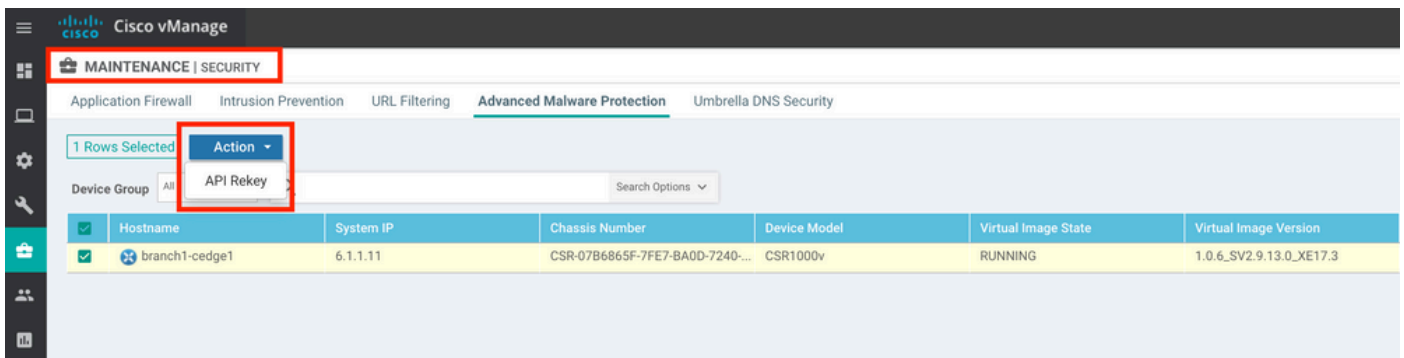 cisco Cisco vManage
MAINTENANCE | SECURITY
Application Firewall Intrusion Prevention URL Filtering Advanced Malware Protection Umbrella DNS Security
1 Rows Selected Action
API Rekey
Device Group All Search Options
Hostname System IP Chassis Number Device Model Virtual Image State Virtual Image Version
branch1-cedge1 6.1.1.11 CSR-07B6865F-7FE7-BA0D-7240-... CSR1000v RUNNING 1.0.6_SV2.9.13.0_XE17.3